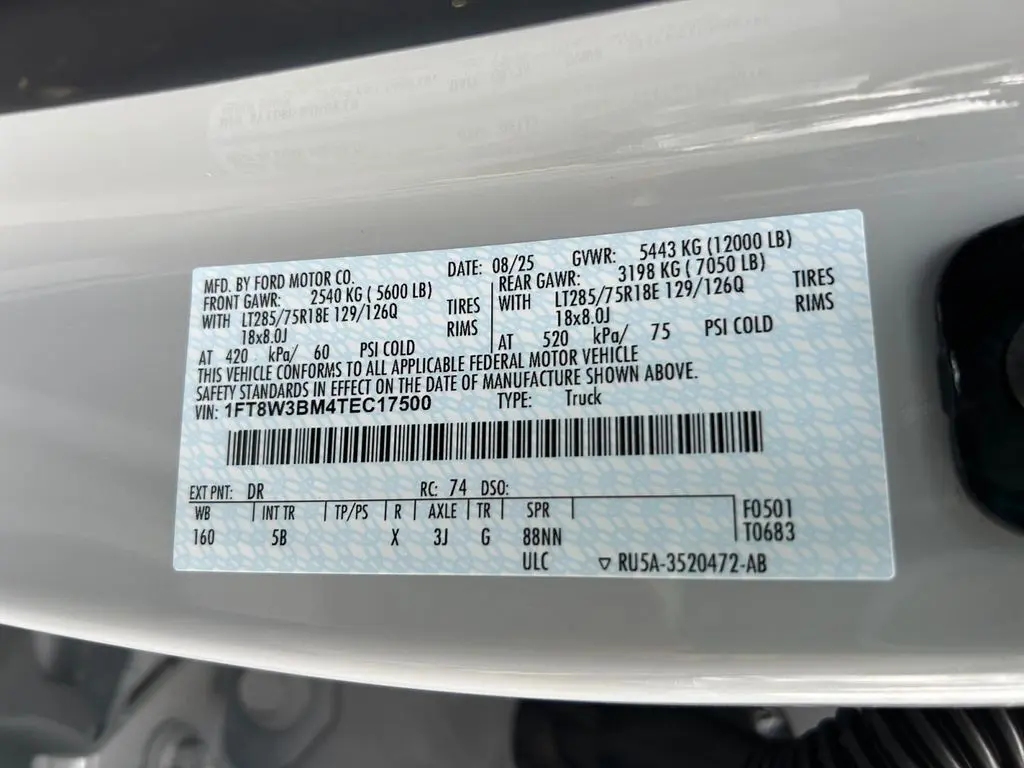 MFD. BY FORD MOTOR CO. DATE: 08/25 GVWR: 5443 KG (12000 LB)
FRONT GAWR: 2540 KG ( 5600 LB) REAR GAWR: 3198 KG ( 7050 LB)
WITH LT285/75R18E 129/126Q TIRES WITH LT285/75R18E 129/126Q TIRES
18x8.0J RIMS 18x8.0J RIMS
AT 420 kPa/ 60 PSI COLD AT 520 kPa/ 75 PSI COLD
THIS VEHICLE CONFORMS TO ALL APPLICABLE FEDERAL MOTOR VEHICLE
SAFETY STANDARDS IN EFFECT ON THE DATE OF MANUFACTURE SHOWN ABOVE.
VIN: 1FT8W3BM4TEC17500 TYPE: Truck
EXT PNT: DR RC: 74 DSO:
WB INT TR TP/PS R AXLE TR SPR F0501
160 5B X 3J G 88NN T0683
ULC ▽ RU5A-3520472-AB